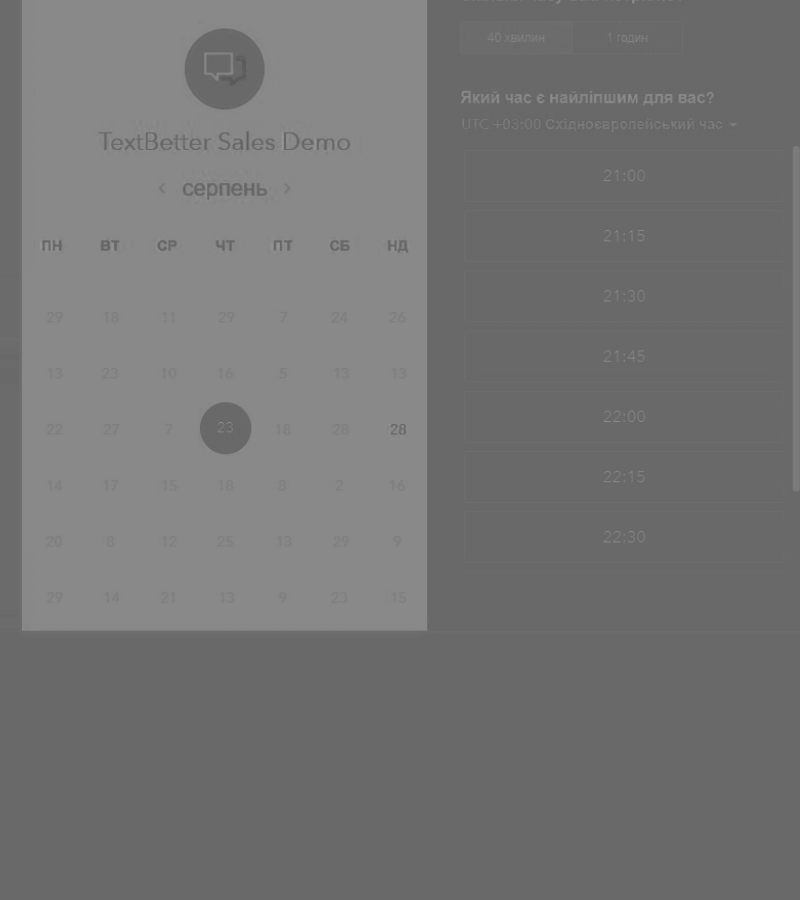 TextBetter Sales Demo
серпень
ПН ВТ СР ЧТ ПТ СБ НД
29 18 11 29 7 24 26
13 23 10 16 5 13 13
22 27 7 23 18 28 28
14 17 15 18 8 2 16
20 8 12 25 13 29 9
29 14 21 13 9 23 15
40 хвилин 1 годин
Який час є найліпшим для вас?
UTC +03:00 Східноєвропейський час
21:00
21:15
21:30
21:45
22:00
22:15
22:30